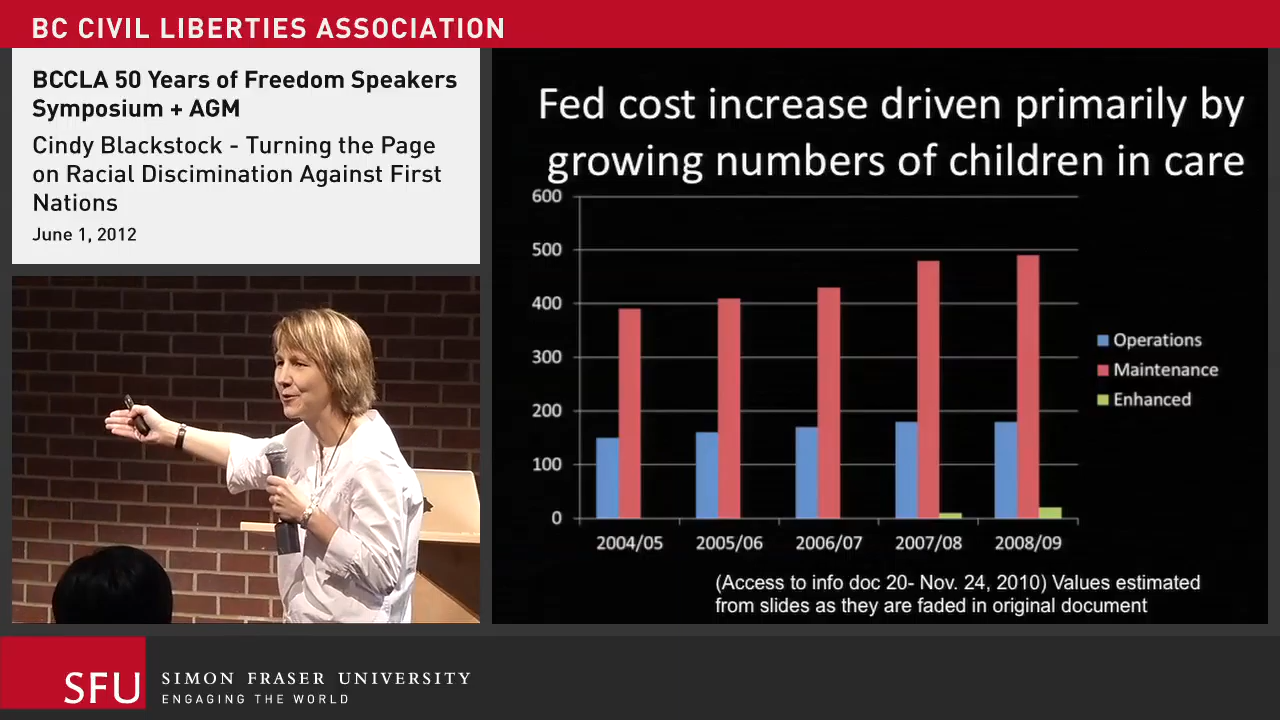 BC CIVIL LIBERTIES ASSOCIATION
BCCLA 50 Years of Freedom Speakers
Symposium + AGM
Cindy Blackstock - Turning the Page
on Racial Discrimination Against First
Nations
June 1, 2012
Fed cost increase driven primarily by
growing numbers of children in care
600
500
400
300
200
100
0
2004/05 2005/06 2006/07 2007/08 2008/09
Operations
Maintenance
Enhanced
(Access to info doc 20- Nov. 24, 2010) Values estimated
from slides as they are faded in original document
SFU
SIMON FRASER UNIVERSITY
ENGAGING THE WORLD